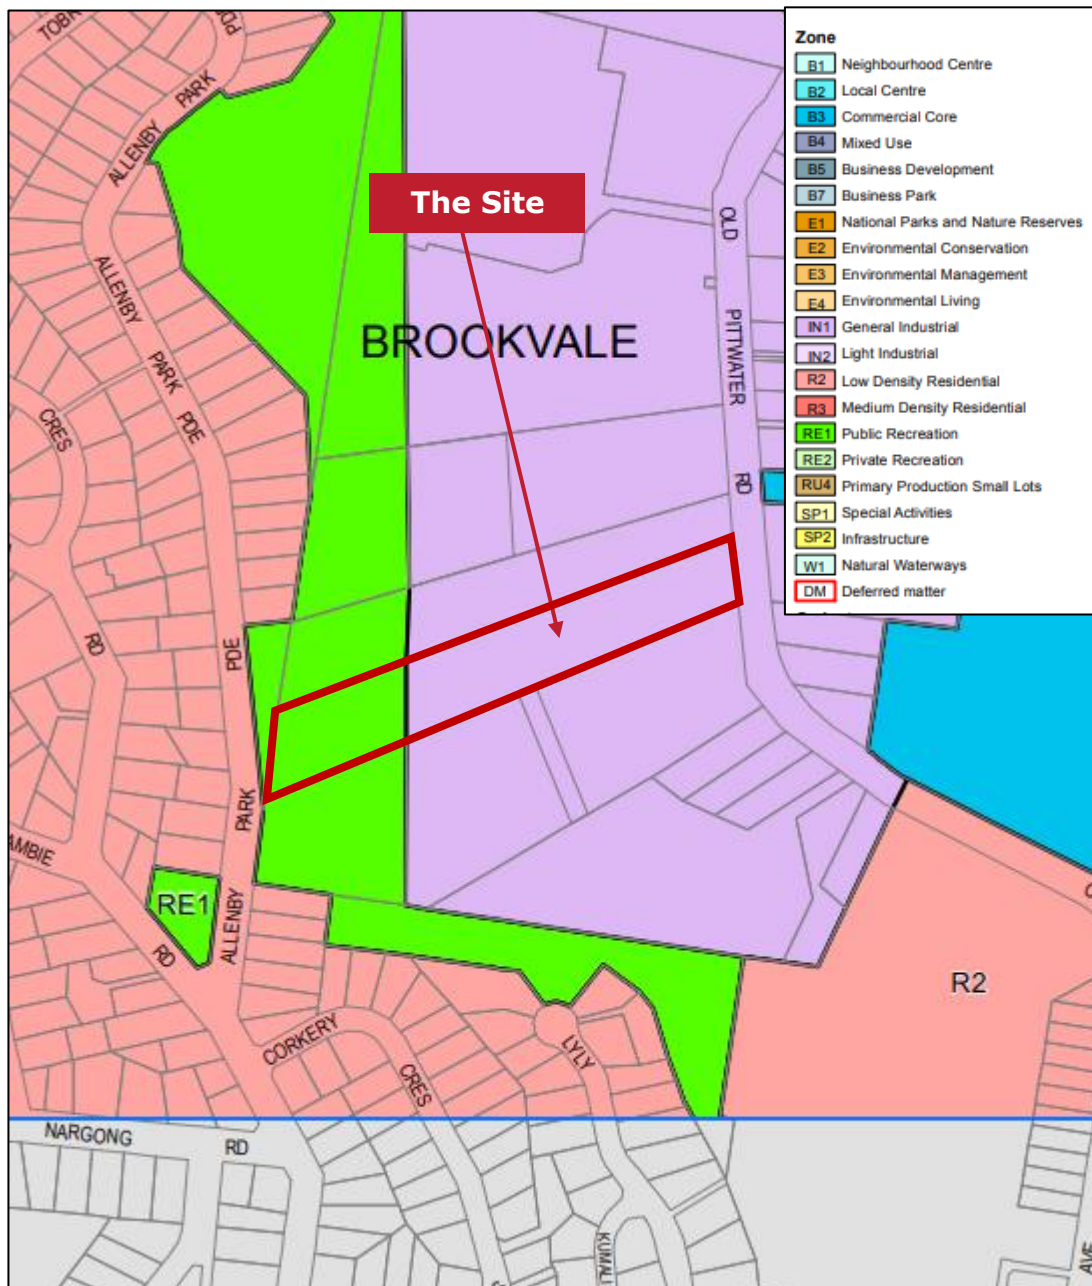 TOBR
PDE
PARK
ALLENBY
ALLENBY
PARK
PDE
CRES
RD
PDE
PARK
ALLENBY
AMBIE
RD
RE1
The Site
BROOKVALE
OLD
PITTWATER
RD
R2
CORKERY
CRES
LYLY
NARGONG
RD
KUMALI
AVE
Zone
B1 Neighbourhood Centre
B2 Local Centre
B3 Commercial Core
B4 Mixed Use
B5 Business Development
B7 Business Park
E1 National Parks and Nature Reserves
E2 Environmental Conservation
E3 Environmental Management
E4 Environmental Living
IN1 General Industrial
IN2 Light Industrial
R2 Low Density Residential
R3 Medium Density Residential
RE1 Public Recreation
RE2 Private Recreation
RU4 Primary Production Small Lots
SP1 Special Activities
SP2 Infrastructure
W1 Natural Waterways
DM Deferred matter